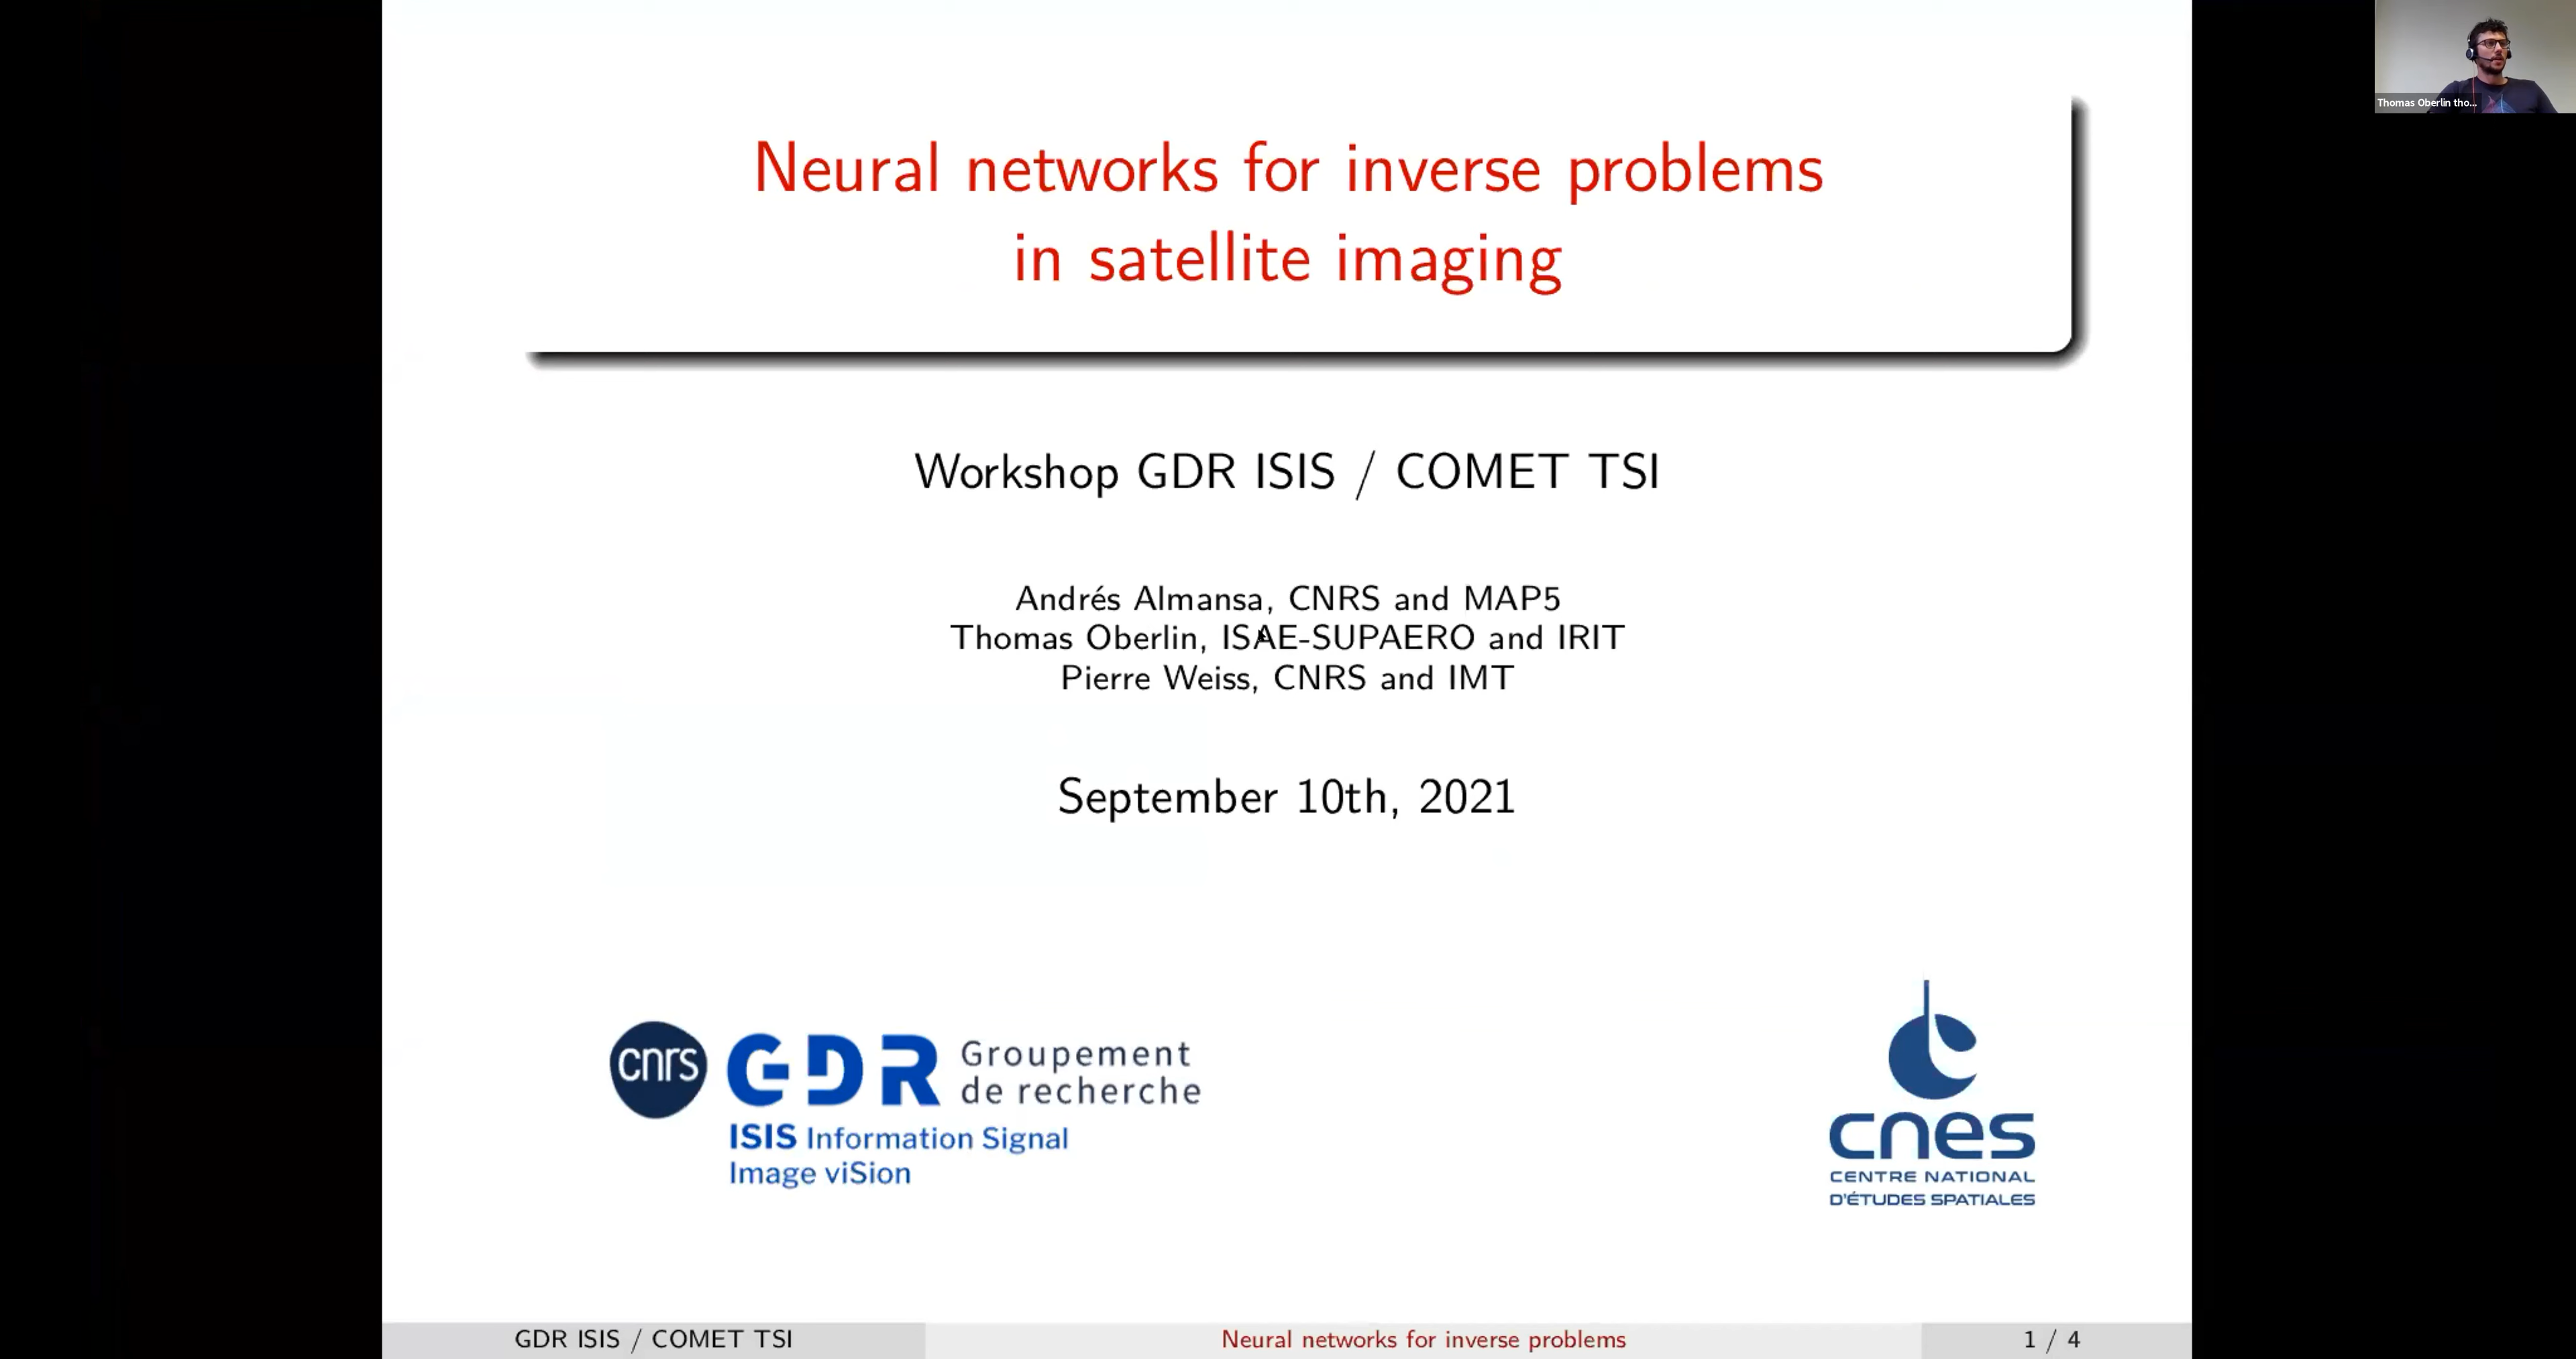 Neural networks for inverse problems
in satellite imaging
Workshop GDR ISIS / COMET TSI
Andrés Almansa, CNRS and MAP5
Thomas Oberlin, ISAE-SUPAERO and IRIT
Pierre Weiss, CNRS and IMT
September 10th, 2021
cnrs GDR Groupement
de recherche
ISIS Information Signal
Image viSion
cnes
CENTRE NATIONAL
D'ÉTUDES SPATIALES
GDR ISIS / COMET TSI
Neural networks for inverse problems
1 / 4
Thomas Oberlin tho...